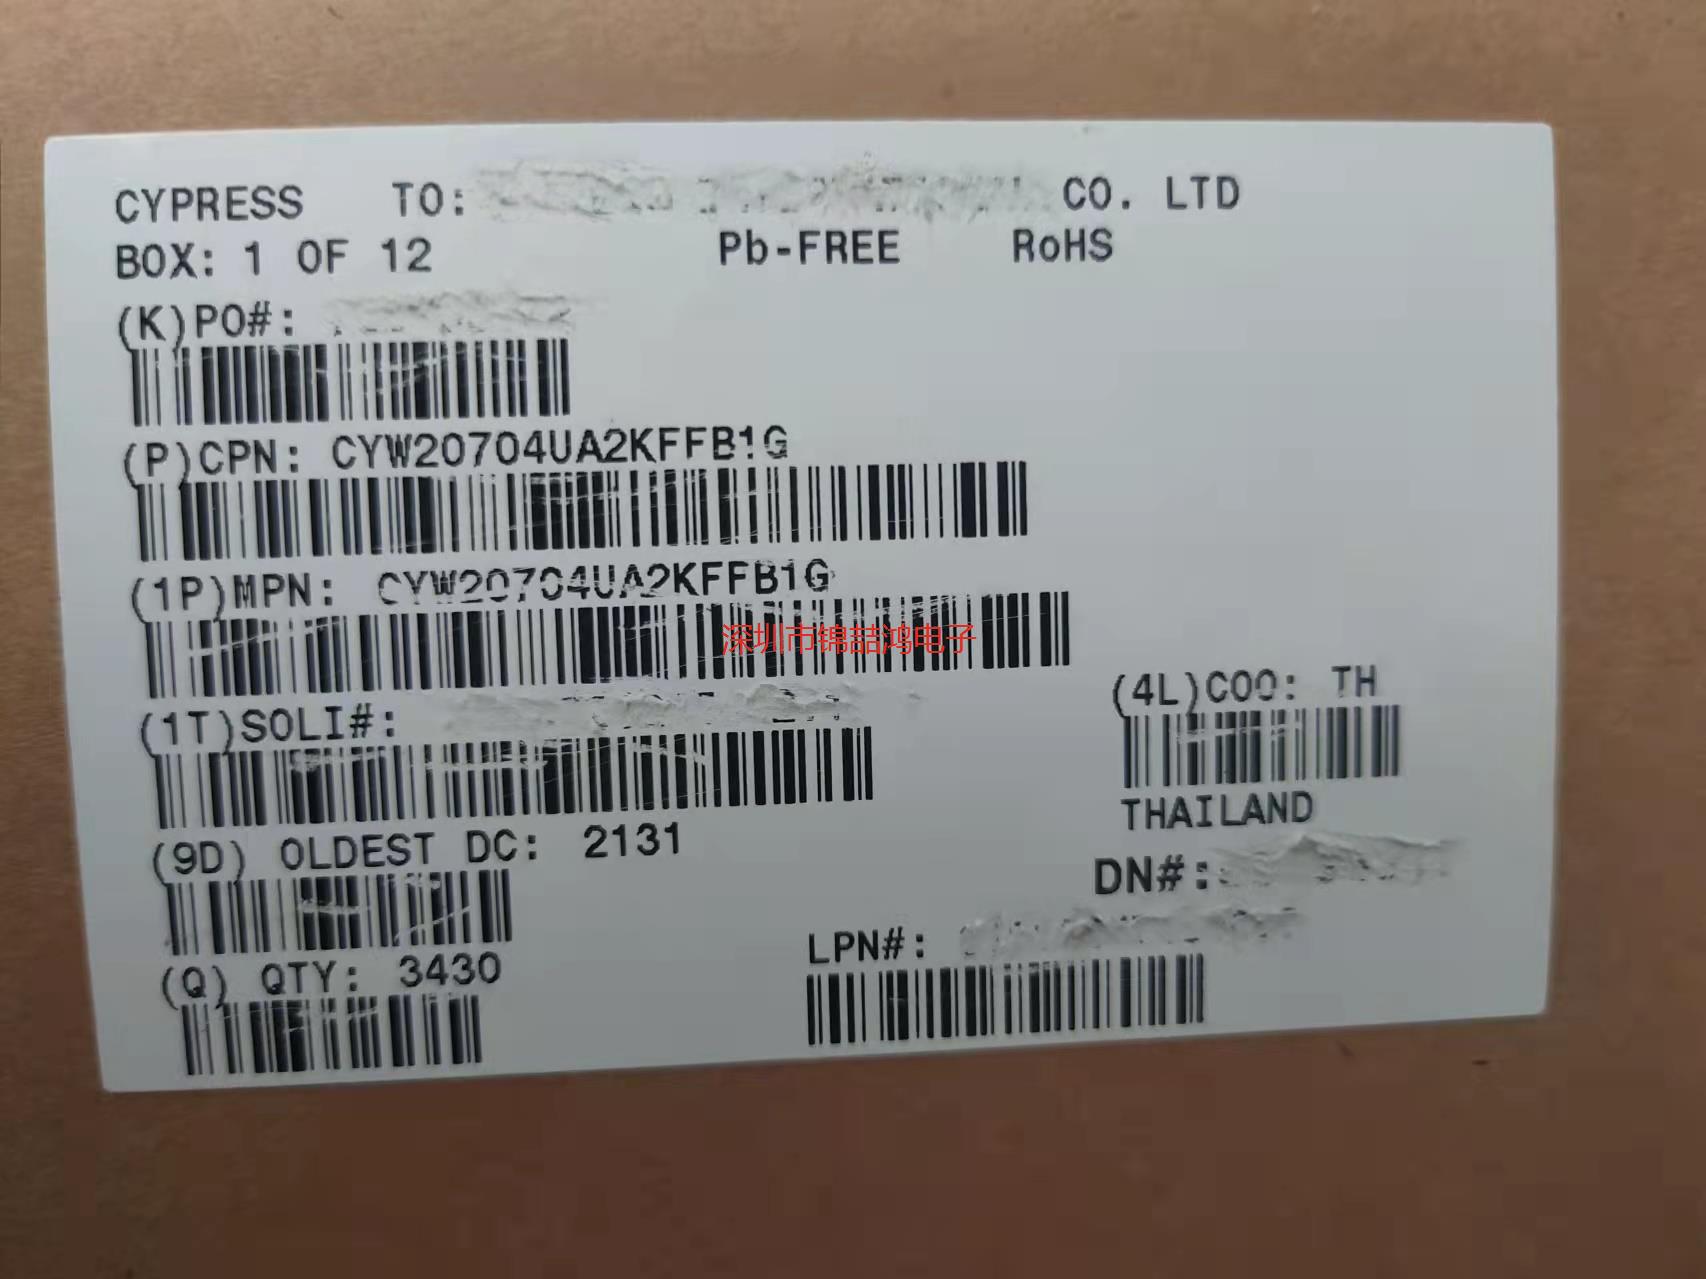 CYPRESS TO: CO. LTD
BOX: 1 OF 12 Pb-FREE RoHS
(K)PO#:
(P)CPN: CYW20704UA2KFFB1G
(1P)MPN: CYW20704UA2KFFB1G
深圳市锦喆鸿电子
(1T)SOLI#:
(4L)COO: TH
THAILAND
(9D) OLDEST DC: 2131
DN#:
(Q) QTY: 3430
LPN#: